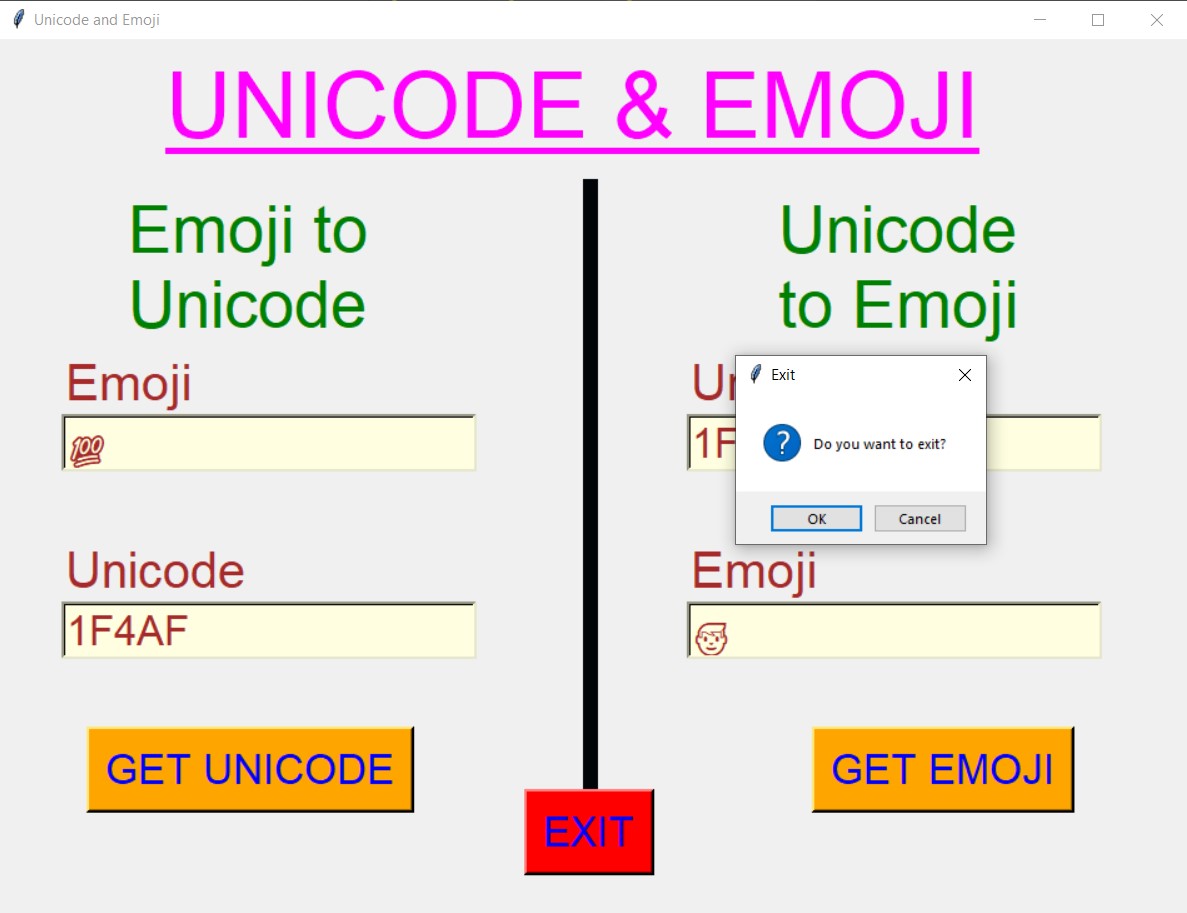 Unicode and Emoji
UNICODE & EMOJI
Emoji to
Unicode
Emoji
💯
Unicode
1F4AF
GET UNICODE
Unicode
to Emoji
1F
Exit
Do you want to exit?
OK
Cancel
Emoji
GET EMOJI
EXIT